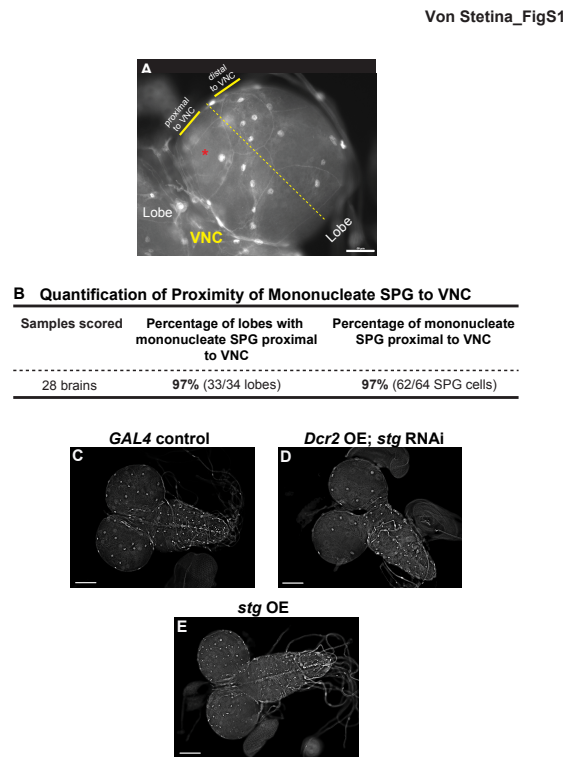 Von Stetina_FigS1
A
distal
to VNC
proximal
to VNC
*
Lobe
VNC
Lobe
B Quantification of Proximity of Mononucleate SPG to VNC
Samples scored
Percentage of lobes with
mononucleate SPG proximal
to VNC
Percentage of mononucleate
SPG proximal to VNC
28 brains
97% (33/34 lobes)
97% (62/64 SPG cells)
GAL4 control
C
Dcr2 OE; stg RNAi
D
stg OE
E